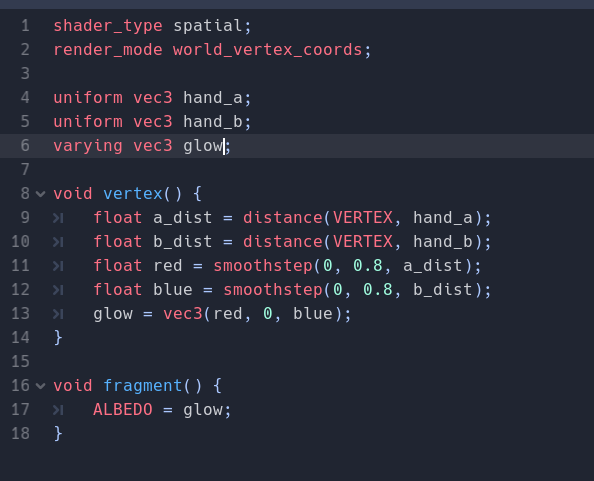 1 shader_type spatial;
2 render_mode world_vertex_coords;
3
4 uniform vec3 hand_a;
5 uniform vec3 hand_b;
6 varying vec3 glow;
7
8 void vertex() {
9 float a_dist = distance(VERTEX, hand_a);
10 float b_dist = distance(VERTEX, hand_b);
11 float red = smoothstep(0, 0.8, a_dist);
12 float blue = smoothstep(0, 0.8, b_dist);
13 glow = vec3(red, 0, blue);
14 }
15
16 void fragment() {
17 ALBEDO = glow;
18 }